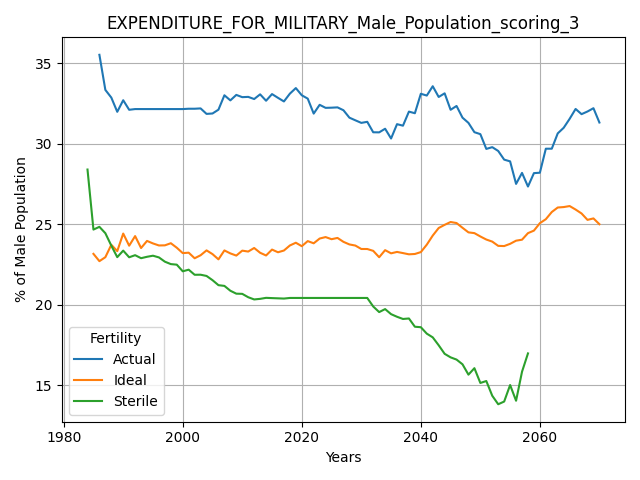 EXPENDITURE_FOR_MILITARY_Male_Population_scoring_3
% of Male Population
35
30
25
20
15
Fertility
Actual
Ideal
Sterile
1980 2000 2020 2040 2060
Years